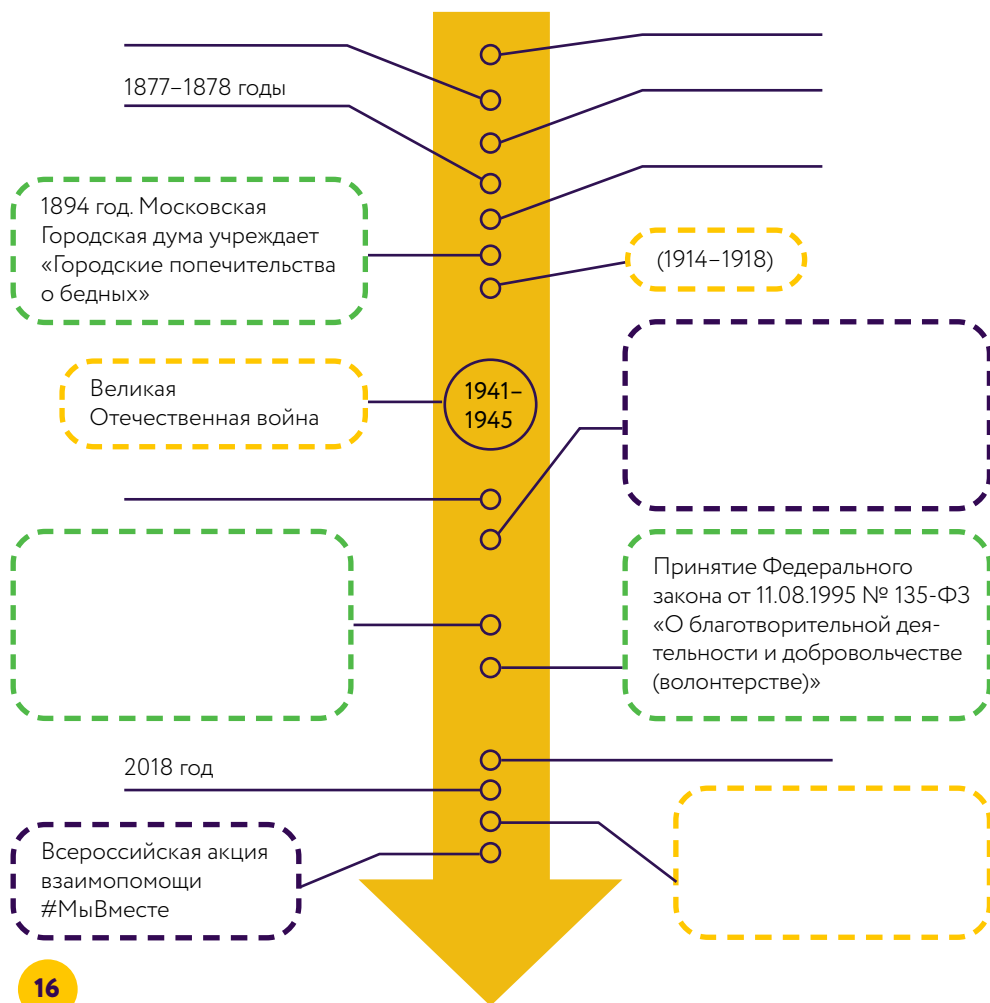 1877–1878 годы
1894 год. Московская
Городская дума учреждает
«Городские попечительства
о бедных»
(1914–1918)
Великая
Отечественная война
1941–
1945
Принятие Федерального
закона от 11.08.1995 № 135-ФЗ
«О благотворительной дея-
тельности и добровольчестве
(волонтерстве)»
2018 год
Всероссийская акция
взаимопомощи
#МыВместе
16